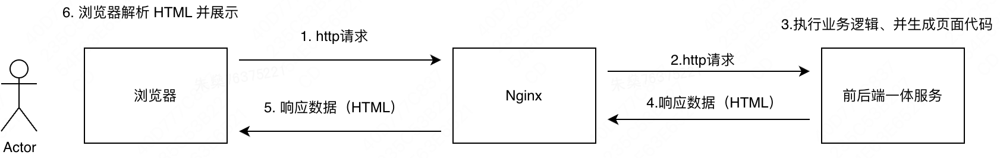 6. 浏览器解析 HTML 并展示
3.执行业务逻辑、并生成页面代码
1. http请求
2.http请求
浏览器
Nginx
前后端一体服务
5. 响应数据（HTML）
4.响应数据（HTML）
Actor